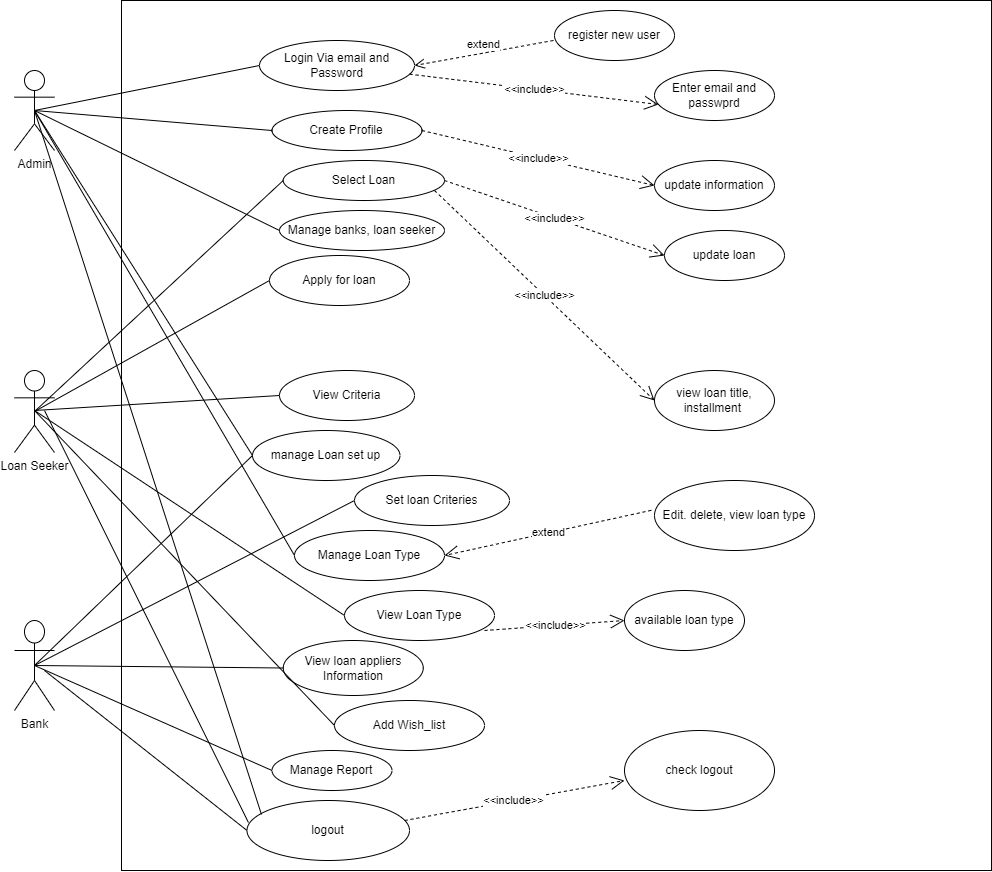 register new user
extend
Login Via email and
Password
<<include>>
Enter email and
passwprd
Create Profile
<<include>>
Admin
Select Loan
update information
<<include>>
Manage banks, loan seeker
update loan
Apply for loan
<<include>>
View Criteria
view loan title,
installment
manage Loan set up
Loan Seeker
Set loan Criteries
Edit. delete, view loan type
extend
Manage Loan Type
View Loan Type
<<include>>
available loan type
View loan appliers
Information
Bank
Add Wish_list
Manage Report
check logout
<<include>>
logout